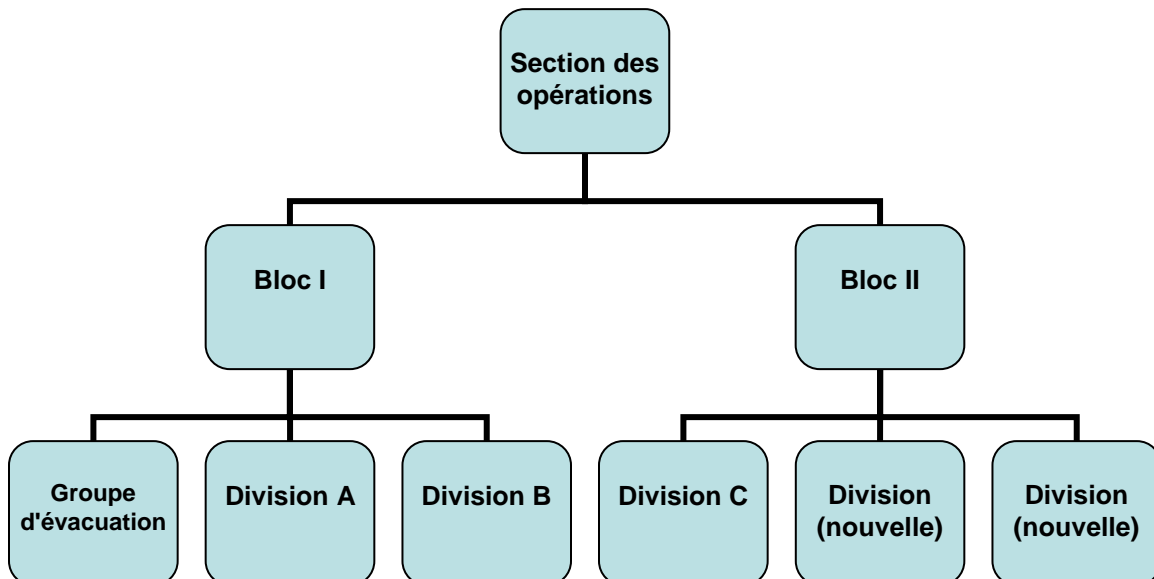 Section des
opérations
Bloc I
Bloc II
Groupe
d'évacuation
Division A
Division B
Division C
Division
(nouvelle)
Division
(nouvelle)